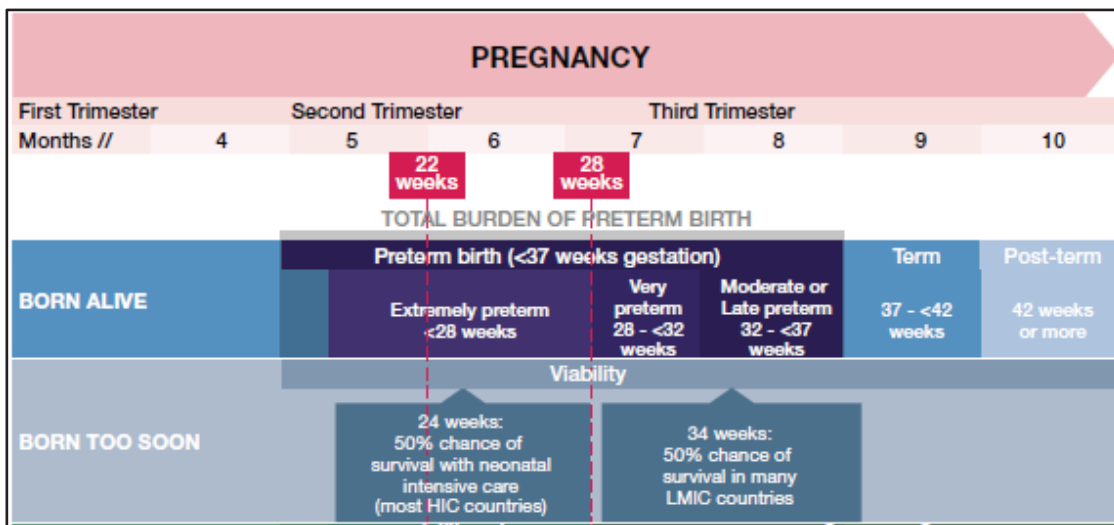 PREGNANCY
First Trimester Second Trimester Third Trimester
Months // 4 5 6 7 8 9 10
22
weeks
28
weeks
TOTAL BURDEN OF PRETERM BIRTH
BORN ALIVE
Preterm birth (<37 weeks gestation)
Extremely preterm
<28 weeks
Very
preterm
28 - <32
weeks
Moderate or
Late preterm
32 - <37
weeks
Term
37 - <42
weeks
Post-term
42 weeks
or more
Viability
BORN TOO SOON
24 weeks:
50% chance of
survival with neonatal
intensive care
(most HIC countries)
34 weeks:
50% chance of
survival in many
LMIC countries